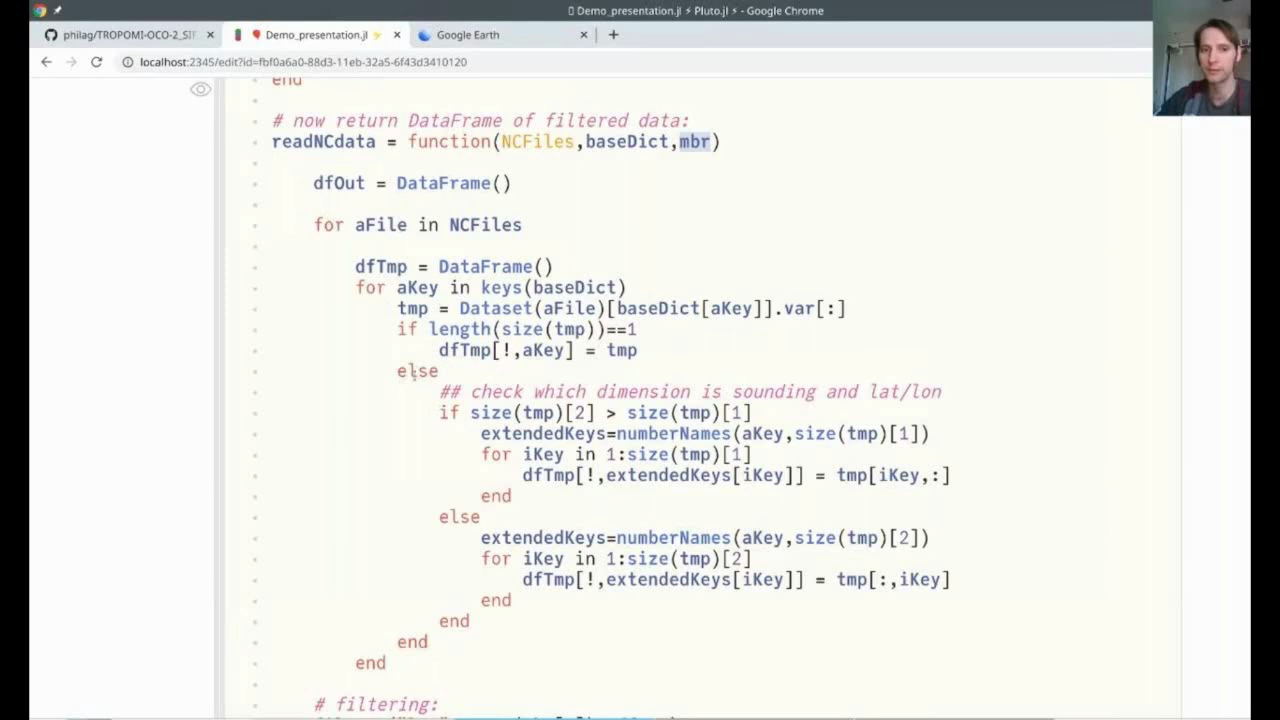 Demo_presentation.jl ⚡ Pluto.jl ⚡ - Google Chrome
philag/TROPOMI-OCO-2_SIF
Demo_presentation.jl
Google Earth
localhost:2345/edit?id=fbf0a6a0-88d3-11eb-32a5-6f43d3410120
end
# now return DataFrame of filtered data:
readNCdata = function(NCFiles,baseDict,mbr)
dfOut = DataFrame()
for aFile in NCFiles
dfTmp = DataFrame()
for aKey in keys(baseDict)
tmp = Dataset(aFile)[baseDict[aKey]].var[:]
if length(size(tmp))==1
dfTmp[!,aKey] = tmp
else
## check which dimension is sounding and lat/lon
if size(tmp)[2] > size(tmp)[1]
extendedKeys=numberNames(aKey,size(tmp)[1])
for iKey in 1:size(tmp)[1]
dfTmp[!,extendedKeys[iKey]] = tmp[iKey,:]
end
else
extendedKeys=numberNames(aKey,size(tmp)[2])
for iKey in 1:size(tmp)[2]
dfTmp[!,extendedKeys[iKey]] = tmp[:,iKey]
end
end
end
end
# filtering: